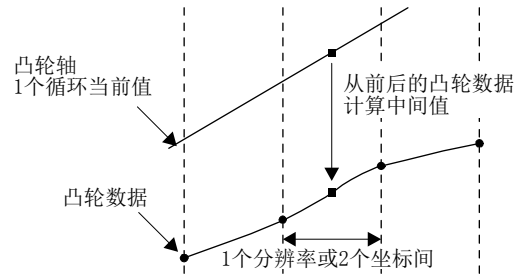 凸轮轴
1个循环当前值
从前后的凸轮数据
计算中间值
凸轮数据
1个分辨率或2个坐标间